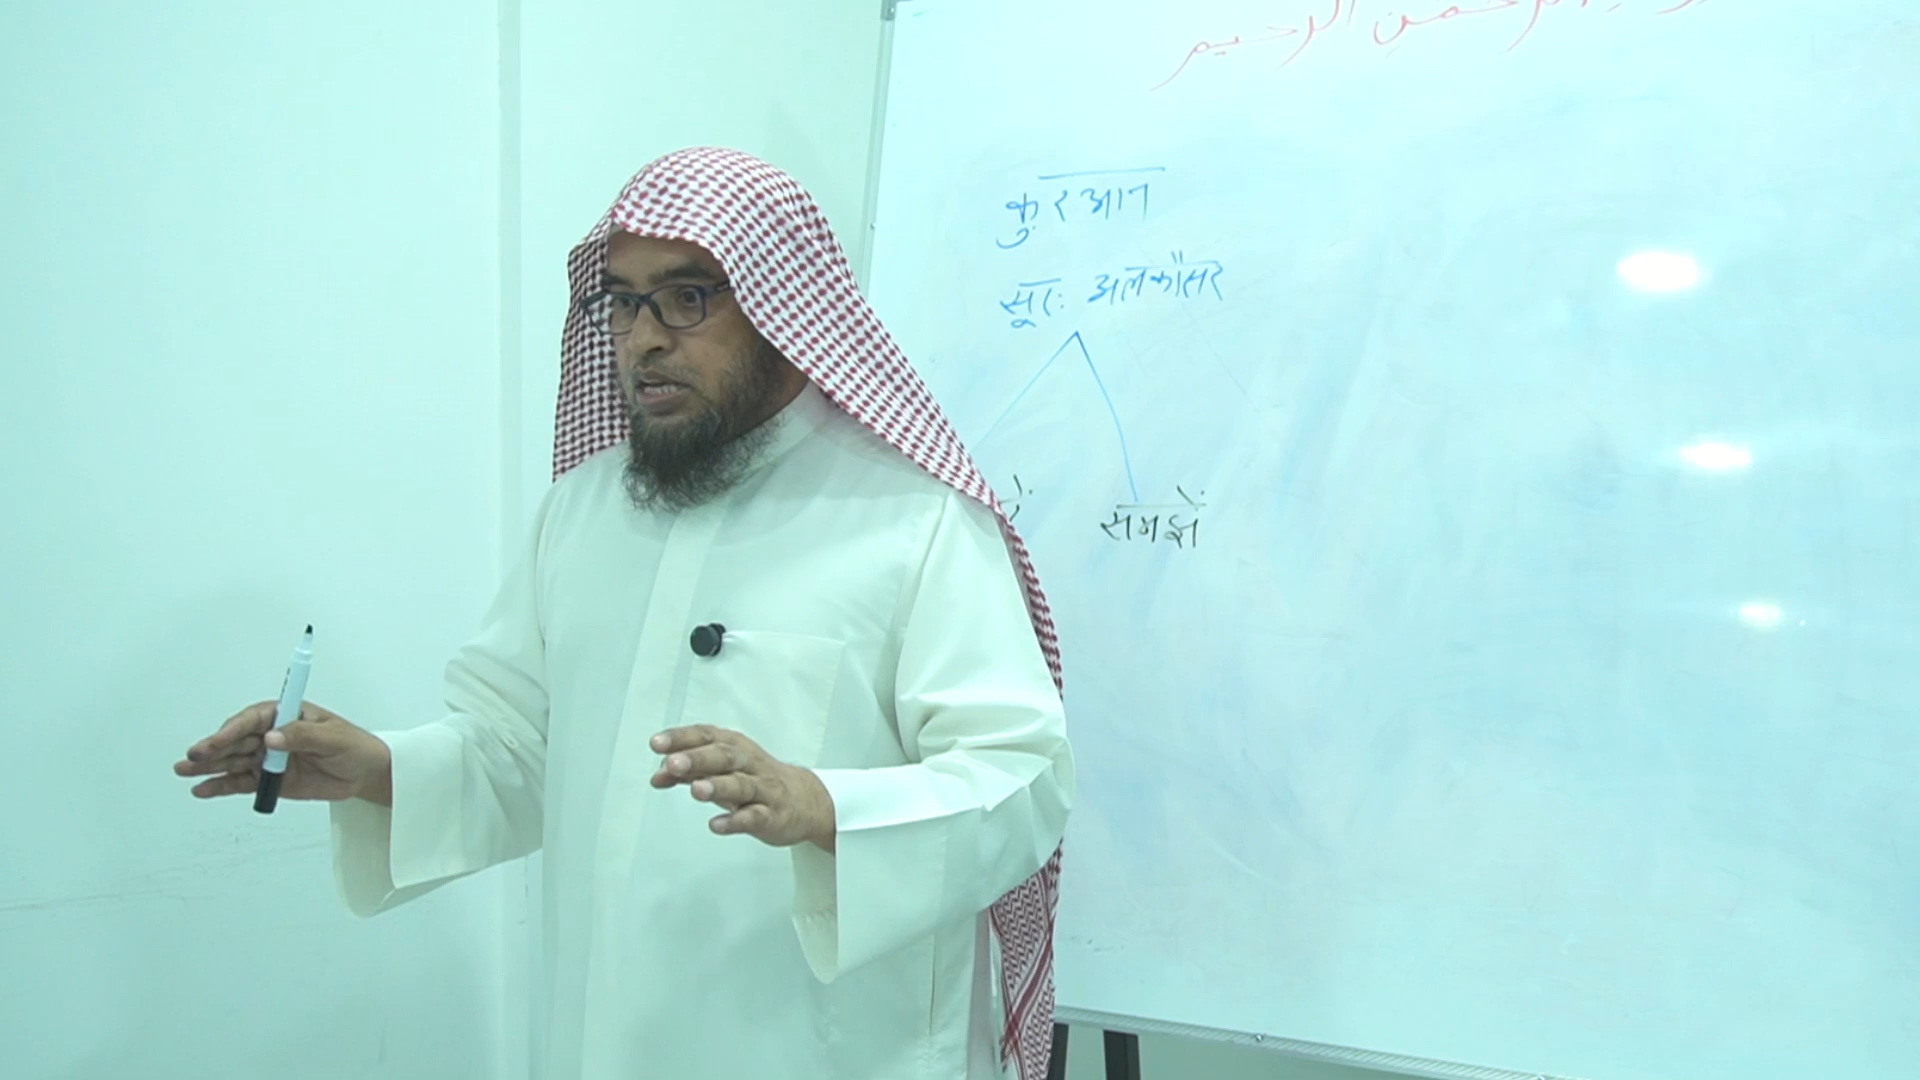 الرحمن الرحيم
कुरआन
सूरः अलकौसर
समझें